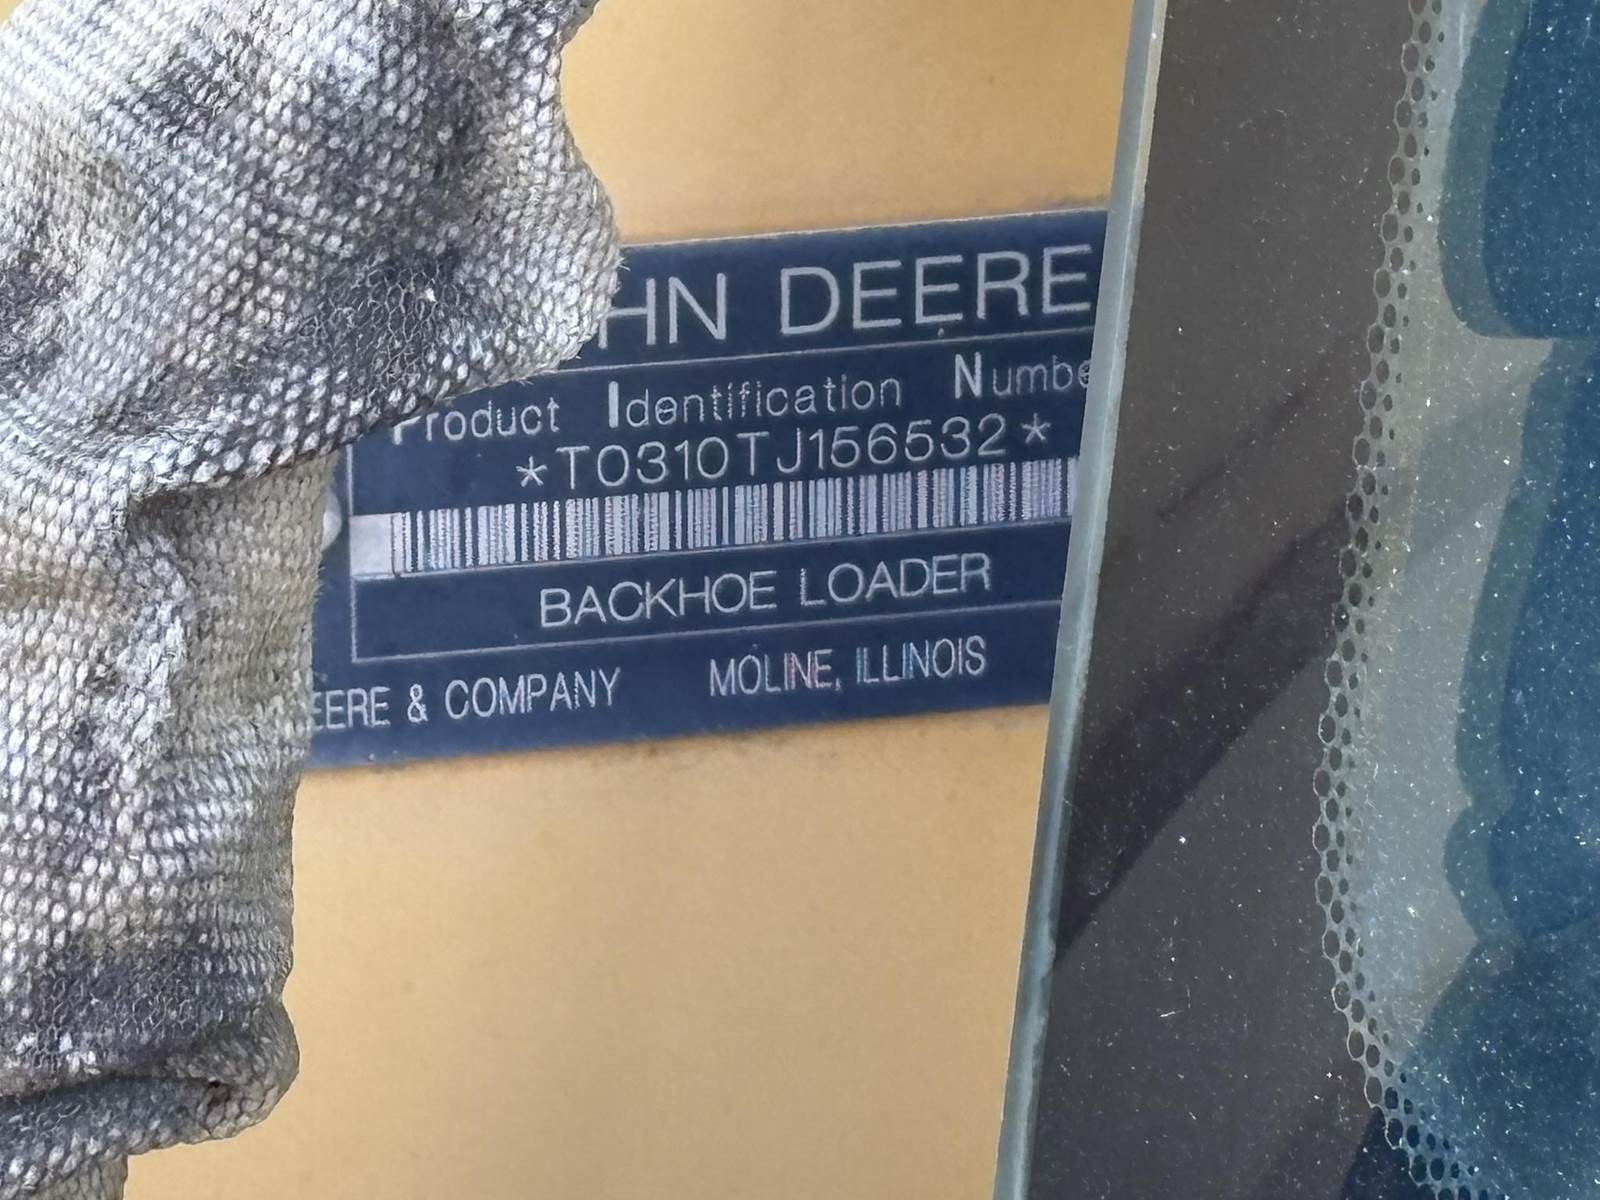 HN DEERE
Product Identification Numbe
*T0310TJ156532*
BACKHOE LOADER
EERE & COMPANY MOLINE, ILLINOIS